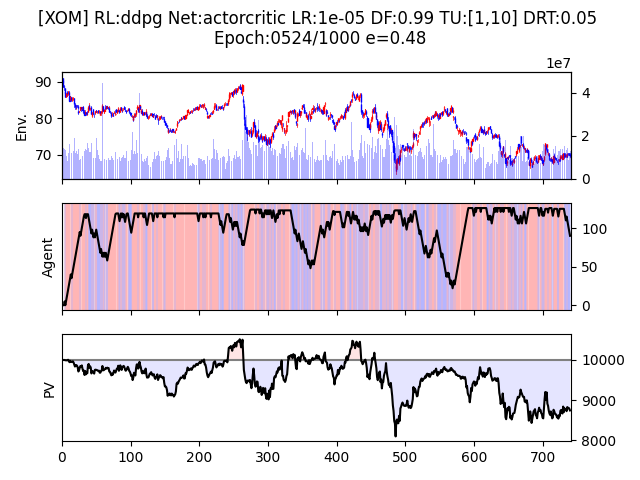 [XOM] RL:ddpg Net:actorcritic LR:1e-05 DF:0.99 TU:[1,10] DRT:0.05
Epoch:0524/1000 e=0.48
1e7
90
80
70
Env.
4
2
0
Agent
100
50
0
PV
10000
9000
8000
0 100 200 300 400 500 600 700